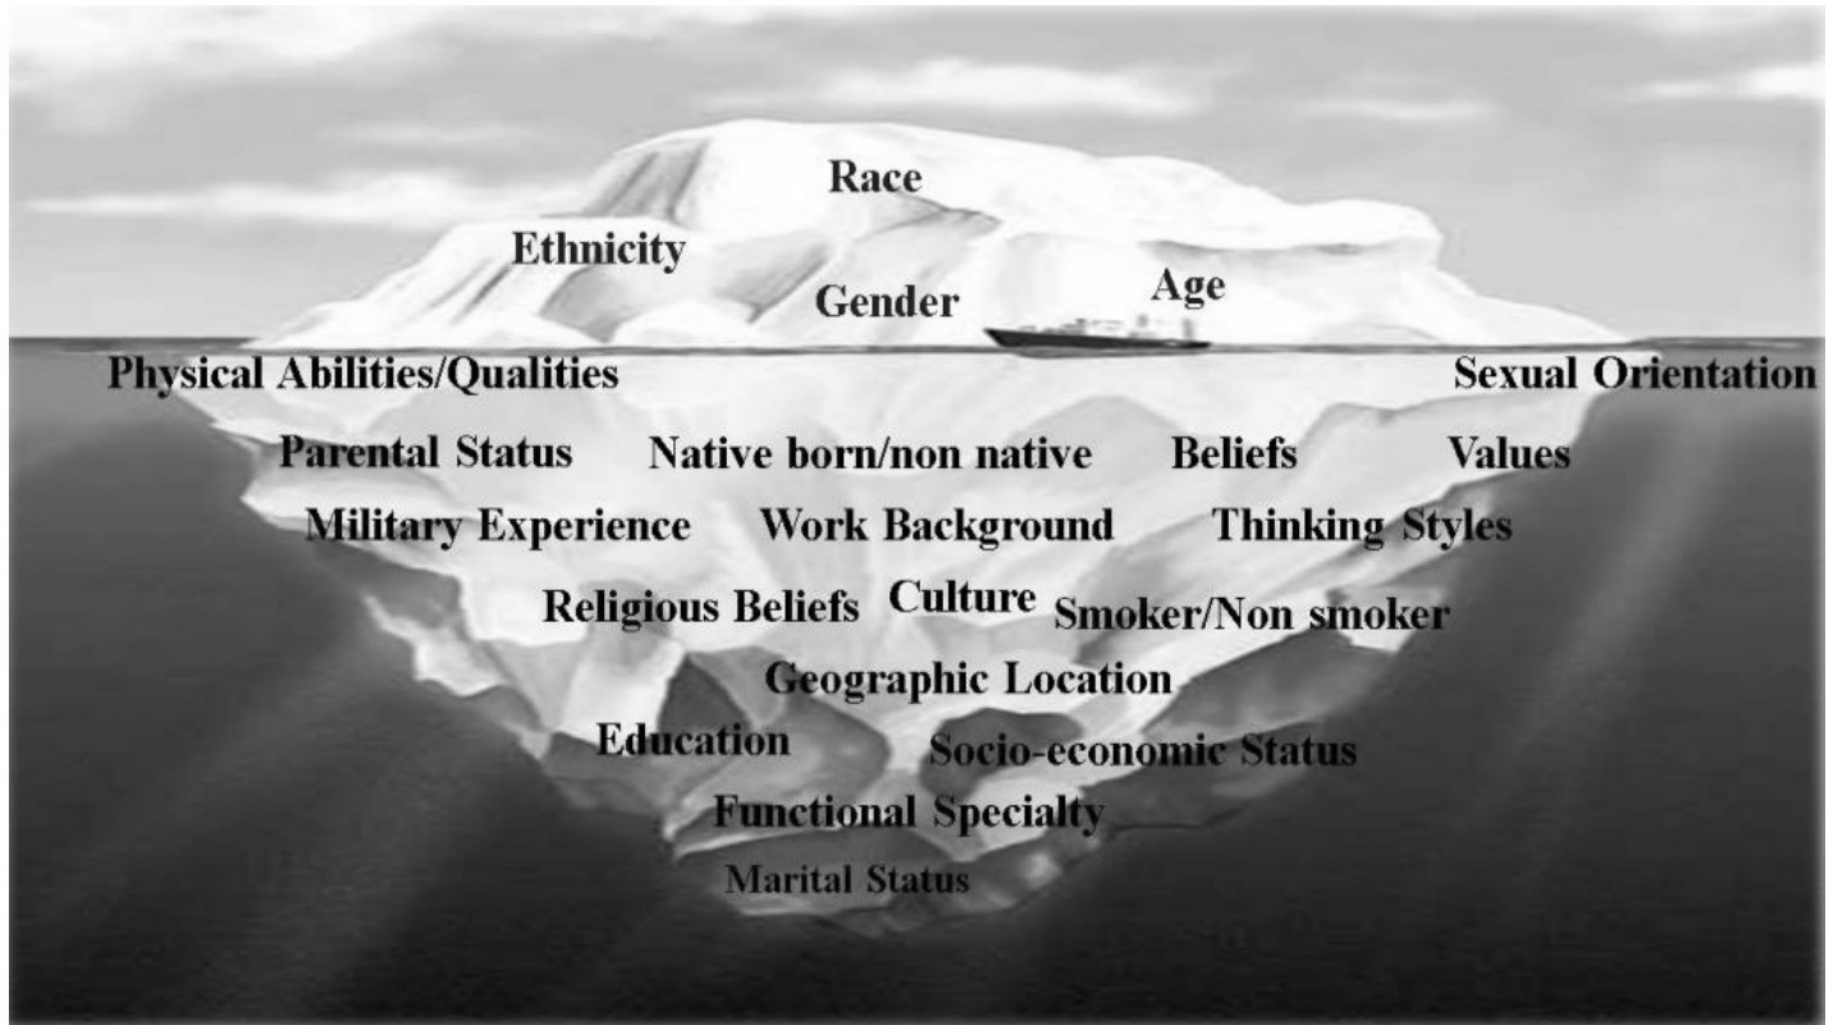 Race
Ethnicity
Gender
Age
Physical Abilities/Qualities
Sexual Orientation
Parental Status
Native born/non native
Beliefs
Values
Military Experience
Work Background
Thinking Styles
Religious Beliefs
Culture
Smoker/Non smoker
Geographic Location
Education
Socio-economic Status
Functional Specialty
Marital Status